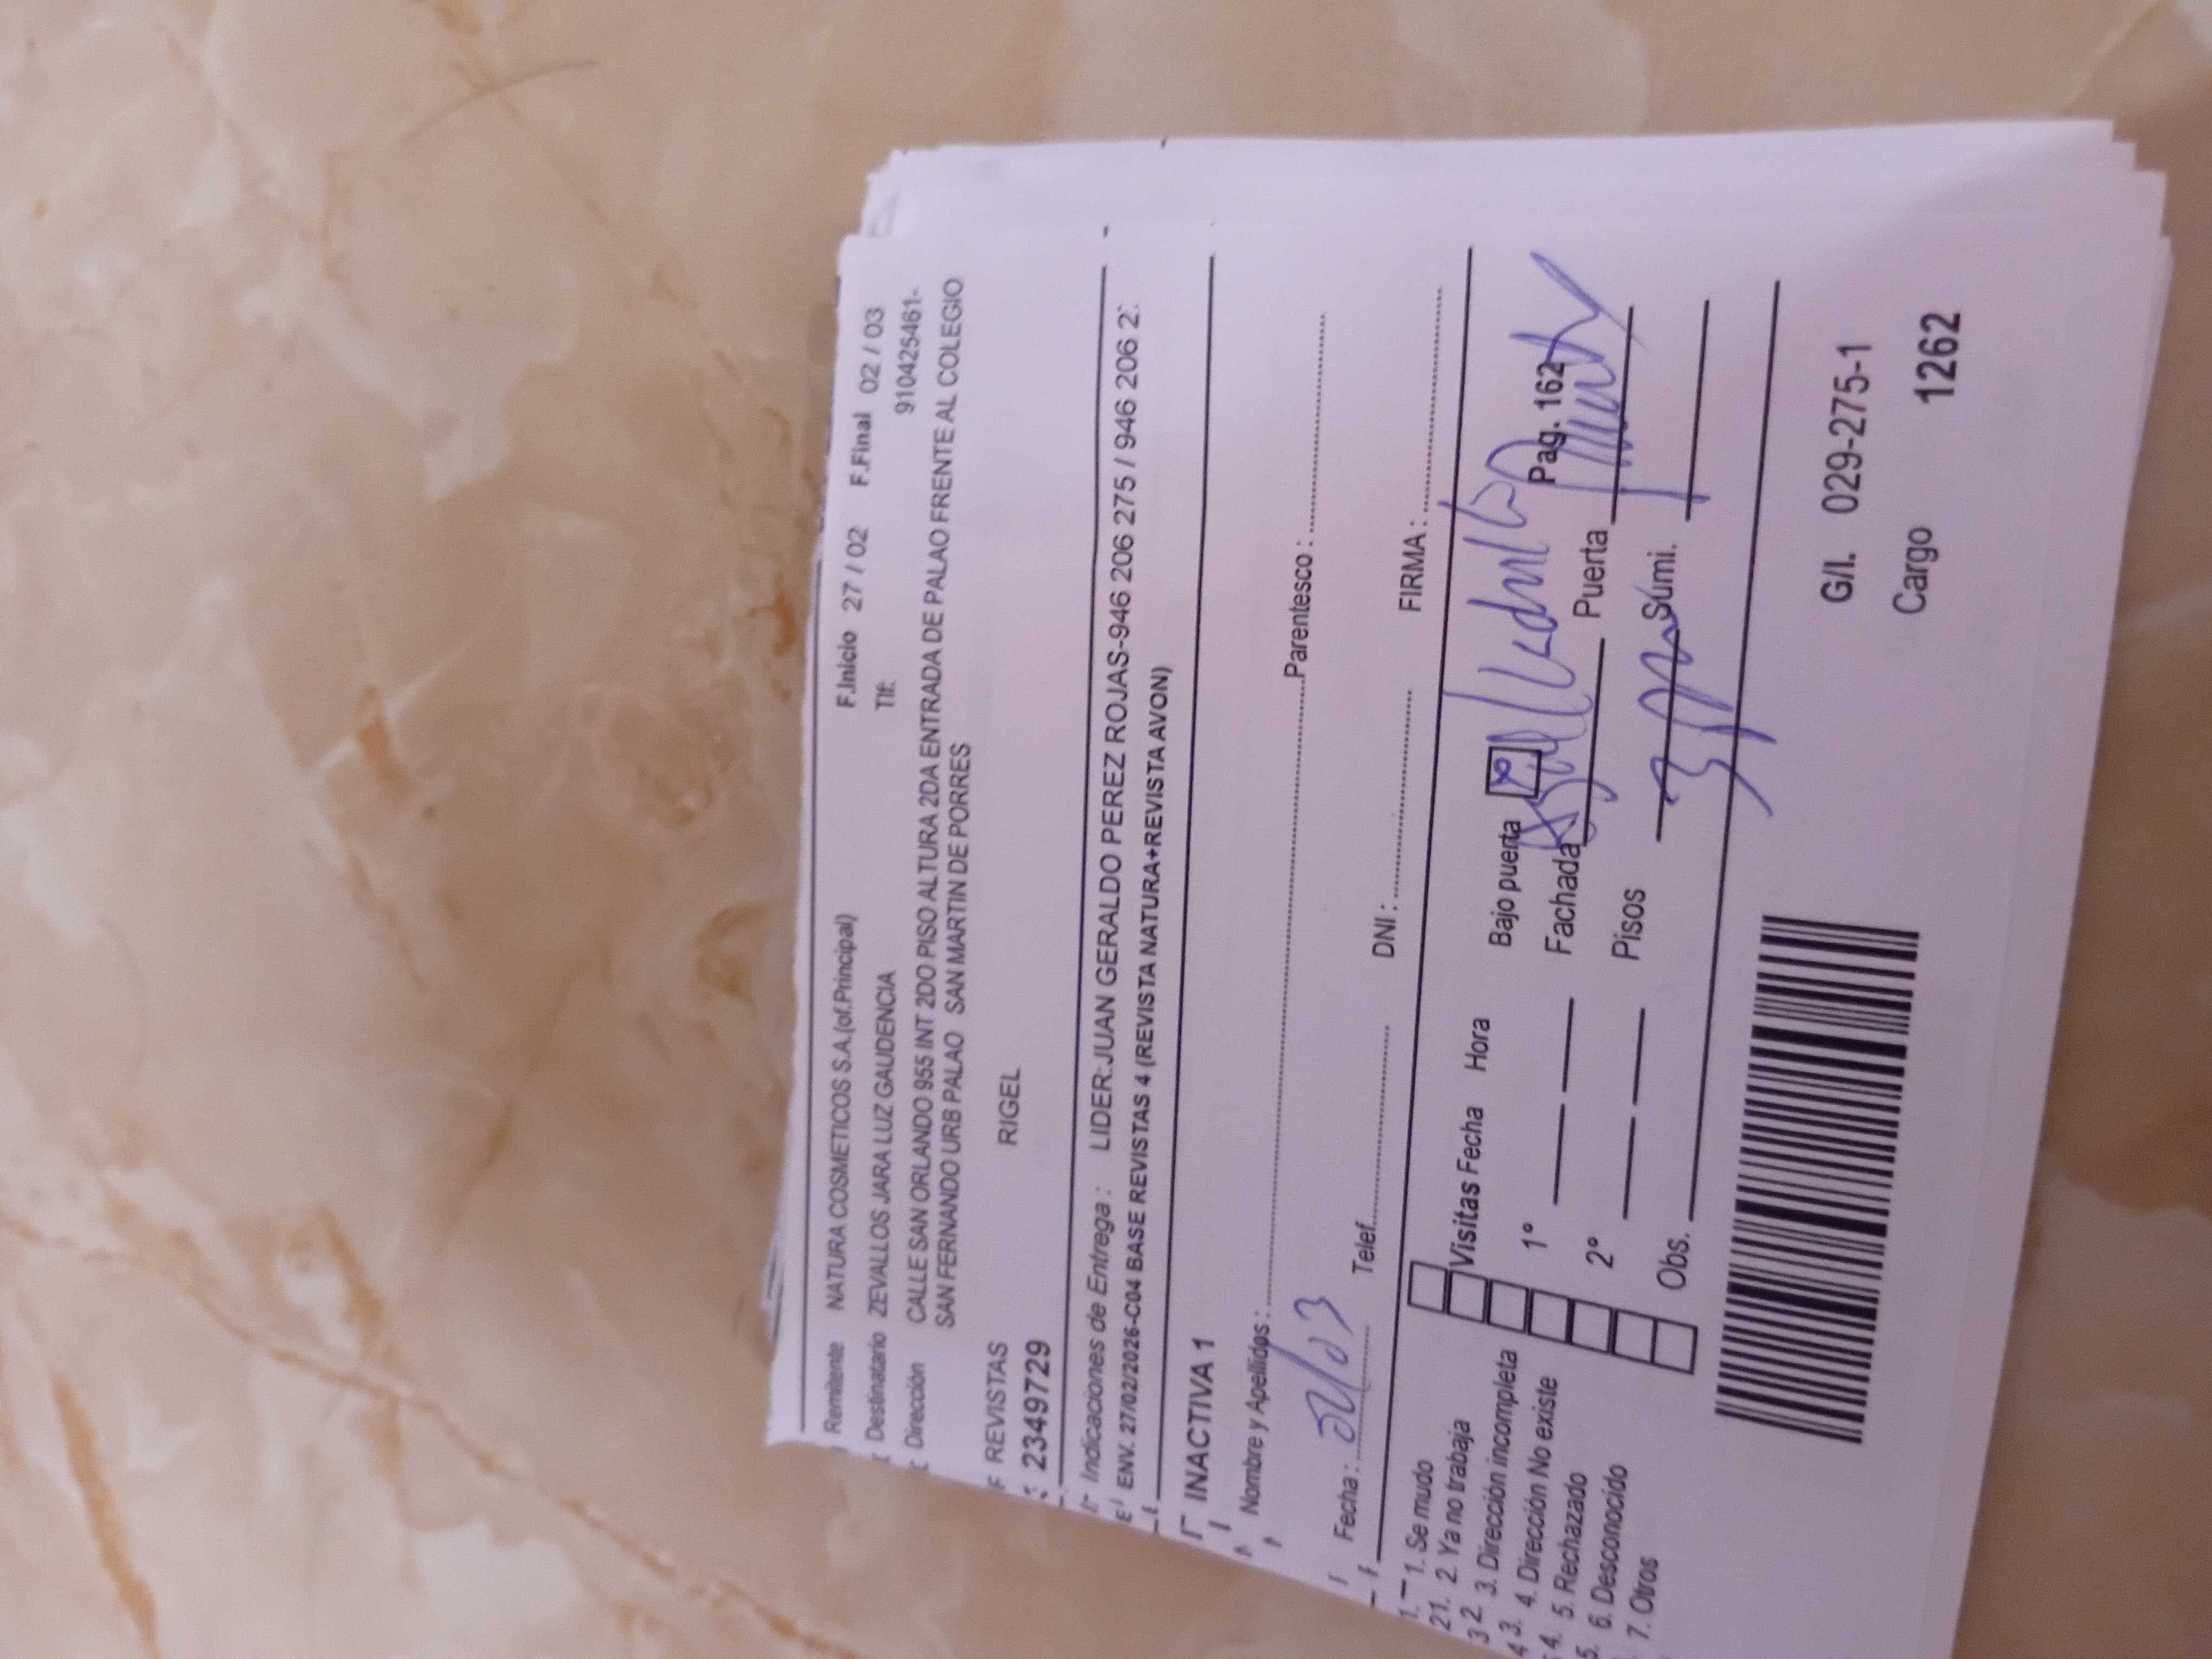 Remitente NATURA COSMETICOS S.A.(of.Principal) F.Inicio 27 / 02 F.Final 02 / 03
Destinatario ZEVALLOS JARA LUZ GAUDENCIA Tlf: 910425461-
Dirección CALLE SAN ORLANDO 955 INT 2DO PISO ALTURA 2DA ENTRADA DE PALAO FRENTE AL COLEGIO
SAN FERNANDO URB PALAO SAN MARTIN DE PORRES
REVISTAS RIGEL
2349729
Indicaciones de Entrega : LIDER:JUAN GERALDO PEREZ ROJAS-946 206 275 / 946 206 2
ENV. 27/02/2026-C04 BASE REVISTAS 4 (REVISTA NATURA+REVISTA AVON)
INACTIVA 1
Nombre y Apellidos : Parentesco :
Fecha : Telef. DNI : FIRMA :
1. Se mudo
2. Ya no trabaja
3. Dirección incompleta
4. Dirección No existe
5. Rechazado
6. Desconocido
7. Otros
Visitas Fecha Hora Bajo puerta Pag. 162
1° Fachada Puerta
2° Pisos 3 Sumi.
Obs.
G/I. 029-275-1
Cargo 1262